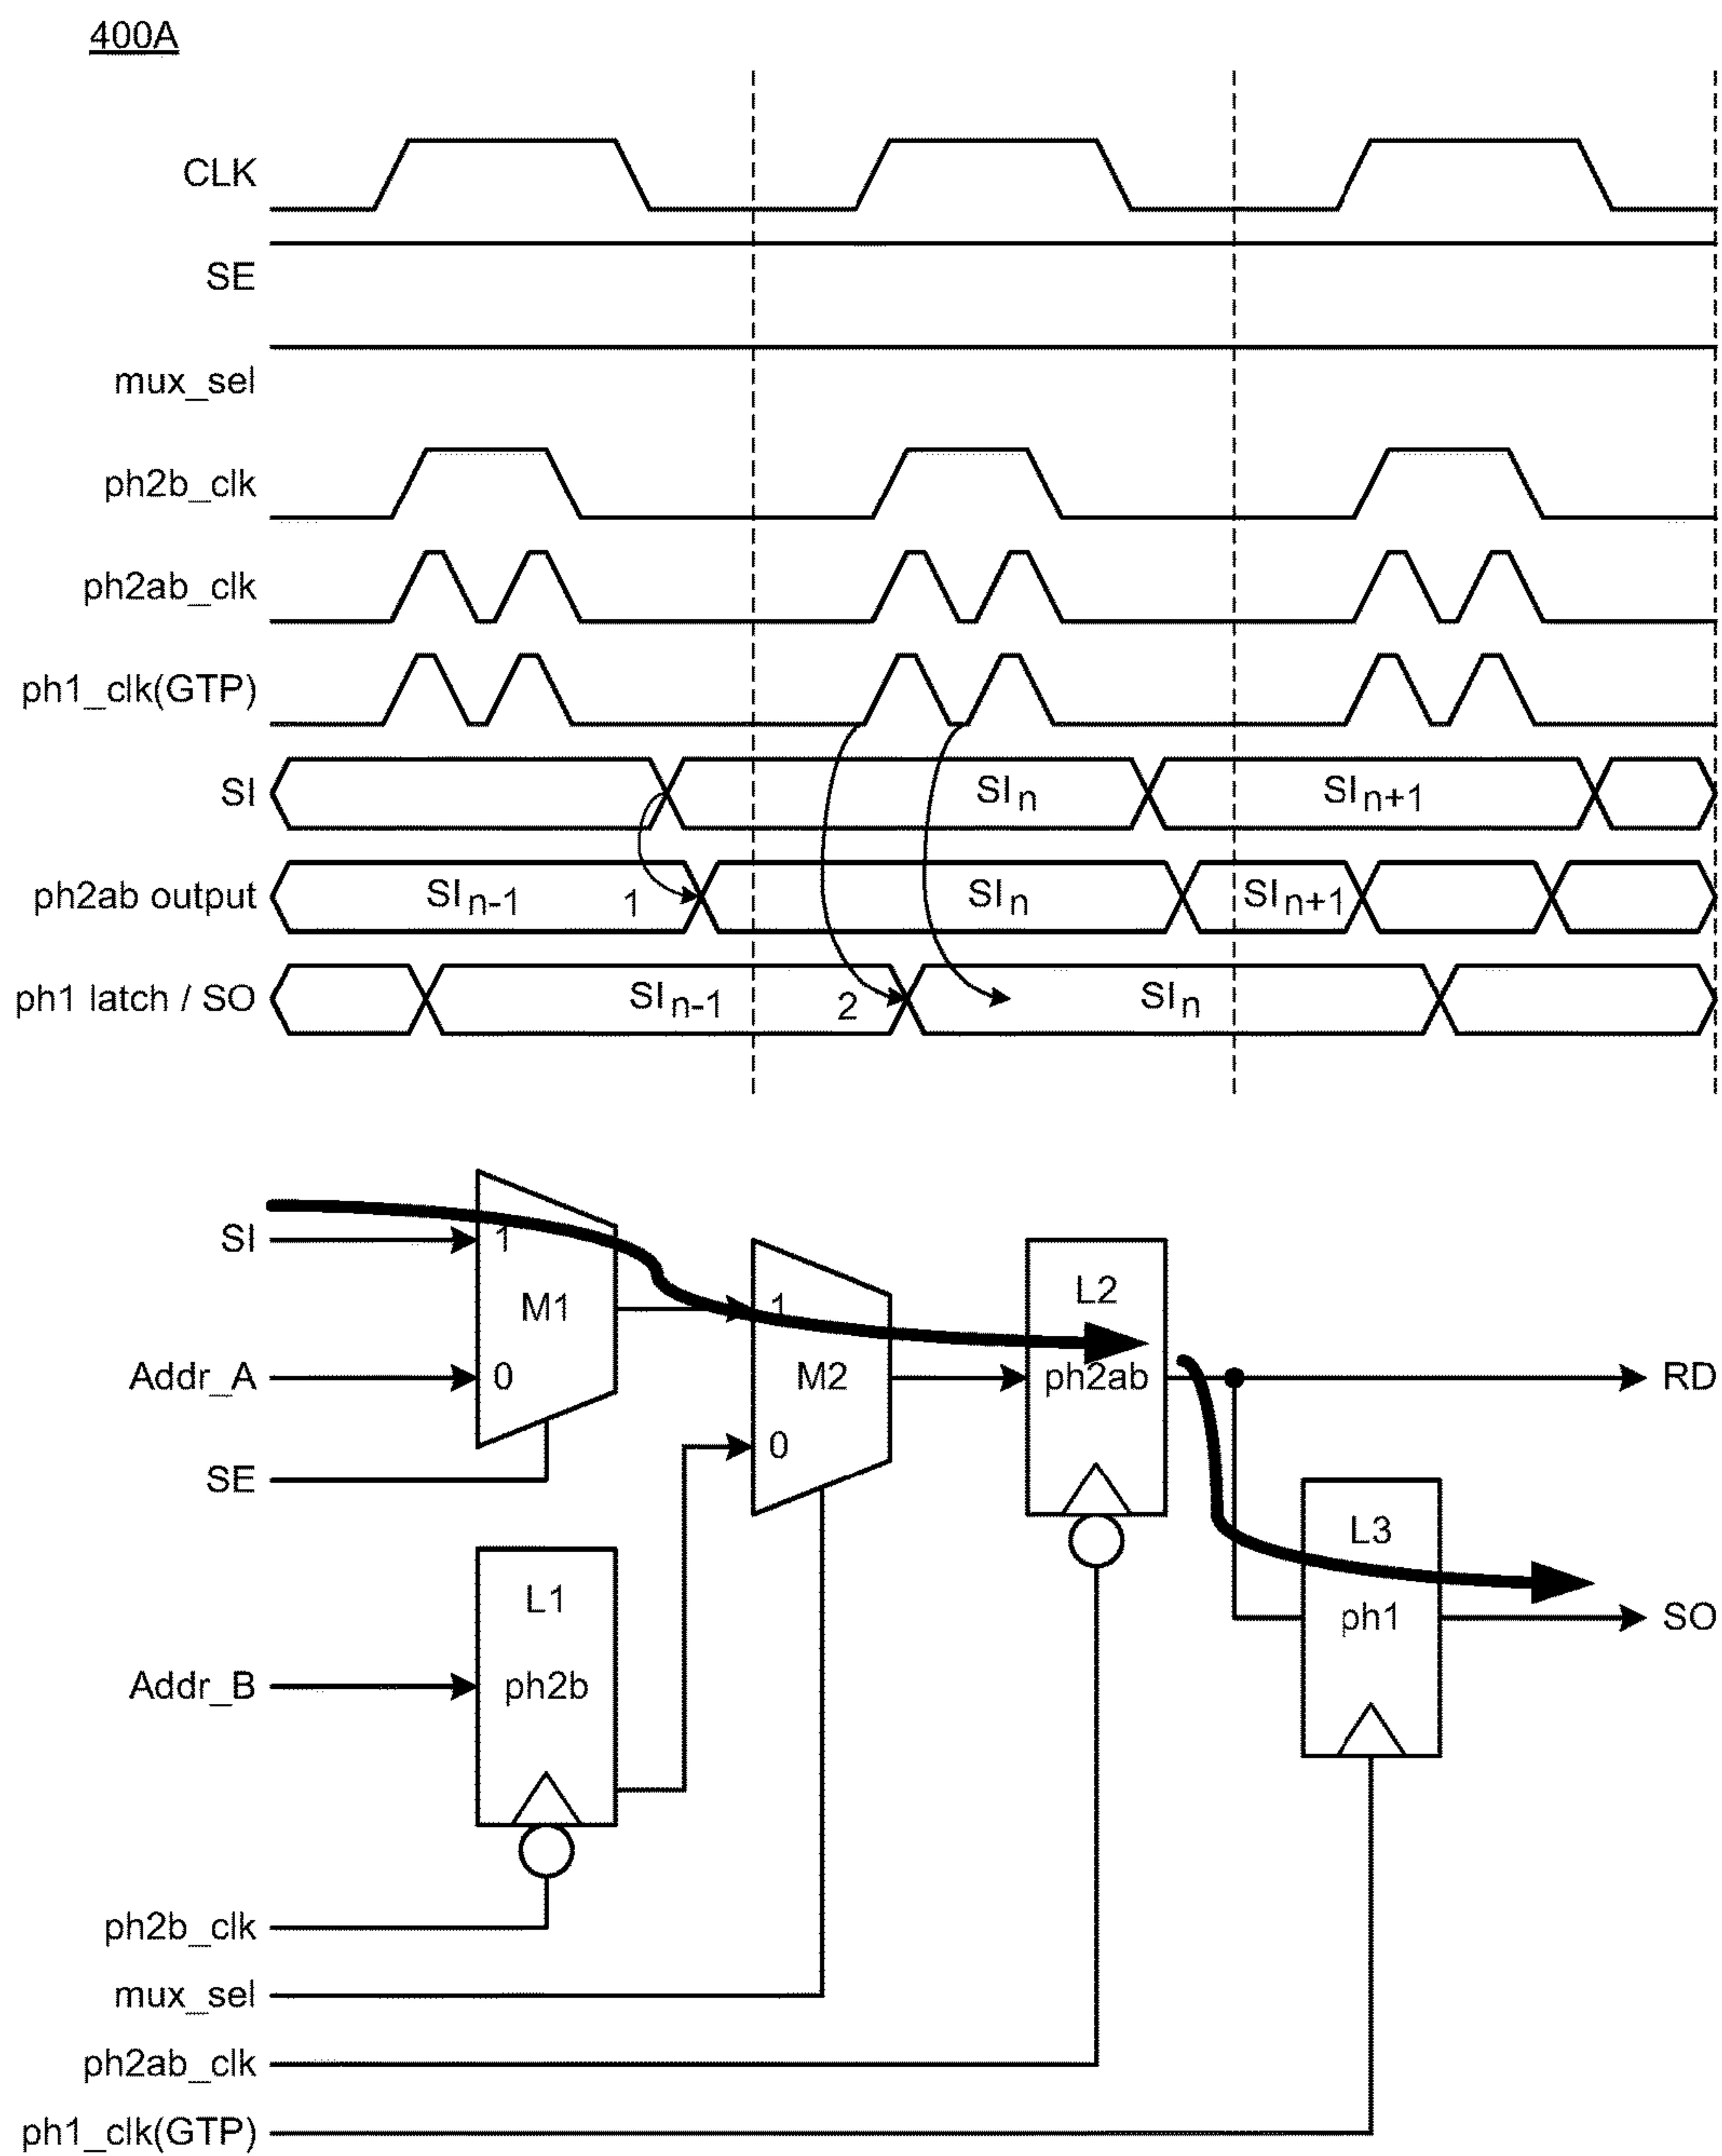 400A
CLK
SE
mux_sel
ph2b_clk
ph2ab_clk
ph1_clk(GTP)
SI SIn SIn+1
ph2ab output SIn-1 1 SIn SIn+1
ph1 latch / SO SIn-1 2 SIn
SI 1
M1 1 L2
Addr_A 0 M2 ph2ab RD
0
SE
L3
L1
ph1 SO
Addr_B ph2b
ph2b_clk
mux_sel
ph2ab_clk
ph1_clk(GTP)